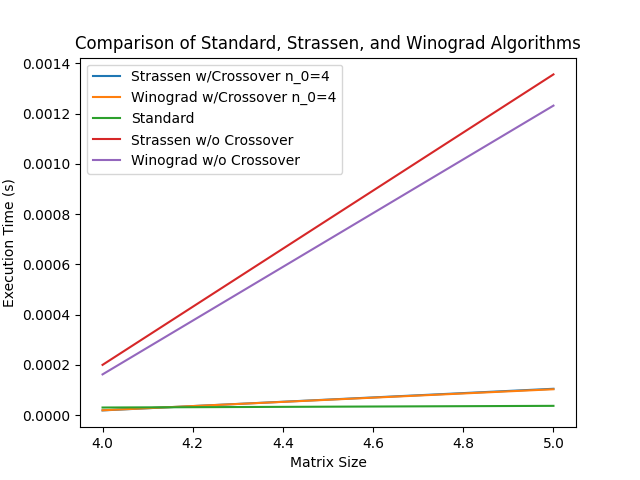 Comparison of Standard, Strassen, and Winograd Algorithms
0.0014
0.0012
0.0010
0.0008
0.0006
0.0004
0.0002
0.0000
Execution Time (s)
Strassen w/Crossover n_0=4
Winograd w/Crossover n_0=4
Standard
Strassen w/o Crossover
Winograd w/o Crossover
4.0 4.2 4.4 4.6 4.8 5.0
Matrix Size